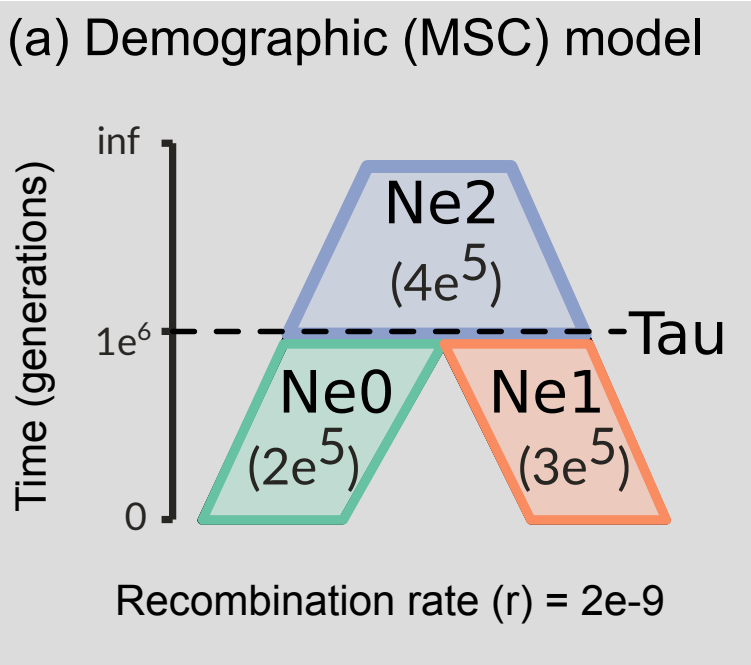 (a) Demographic (MSC) model
Time (generations)
inf
1e⁶
0
Ne2
(4e⁵)
Tau
Ne0
(2e⁵)
Ne1
(3e⁵)
Recombination rate (r) = 2e-9